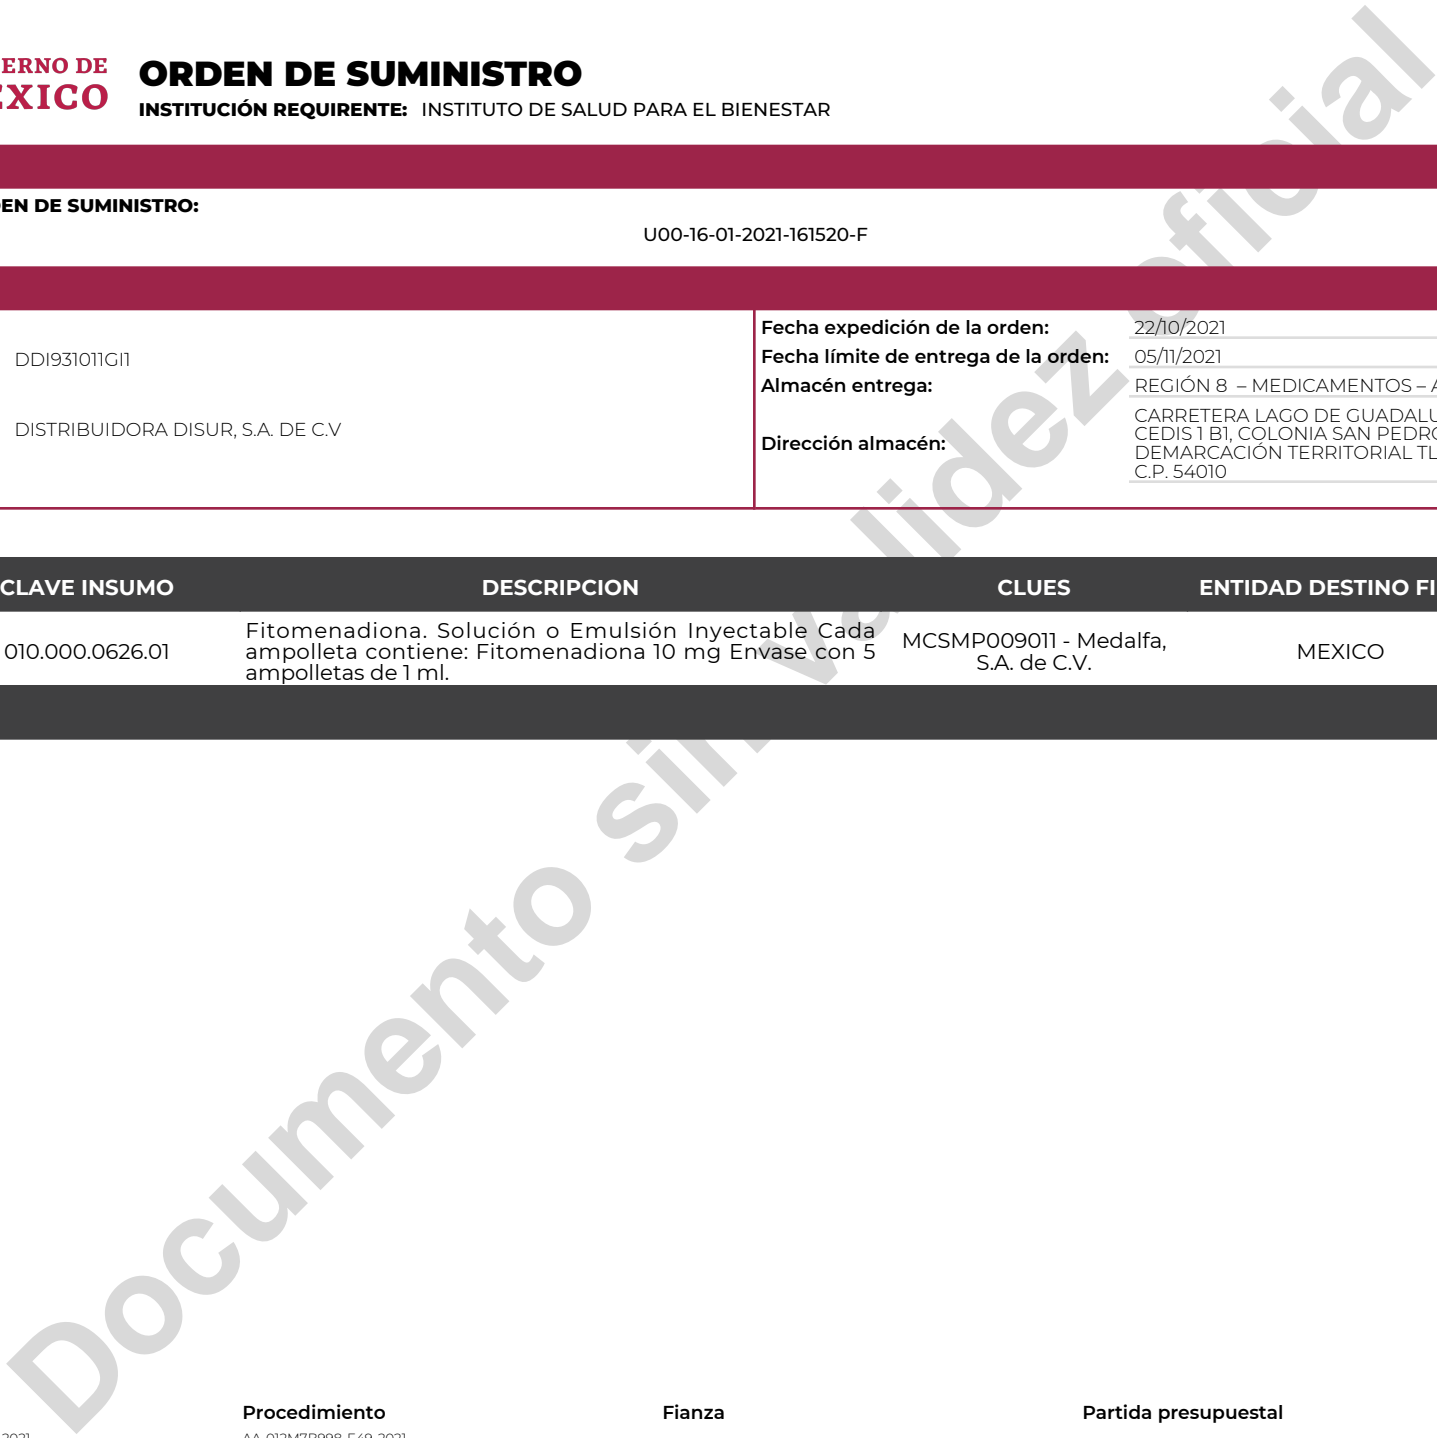 ERNO DE
EXICO
ORDEN DE SUMINISTRO
INSTITUCIÓN REQUIRENTE: INSTITUTO DE SALUD PARA EL BIENESTAR
EN DE SUMINISTRO:
U00-16-01-2021-161520-F
DDI931011GI1
DISTRIBUIDORA DISUR, S.A. DE C.V
Fecha expedición de la orden: 22/10/2021
Fecha límite de entrega de la orden: 05/11/2021
Almacén entrega: REGIÓN 8 – MEDICAMENTOS – A
Dirección almacén:
CARRETERA LAGO DE GUADALU
CEDIS 1 B1, COLONIA SAN PEDRO
DEMARCACIÓN TERRITORIAL TL
C.P. 54010
CLAVE INSUMO DESCRIPCION CLUES ENTIDAD DESTINO FI
010.000.0626.01
Fitomenadiona. Solución o Emulsión Inyectable Cada
ampolleta contiene: Fitomenadiona 10 mg Envase con 5
ampolletas de 1 ml.
MCSMP009011 - Medalfa,
S.A. de C.V.
MEXICO
Documento sin validez oficial
Procedimiento Fianza Partida presupuestal